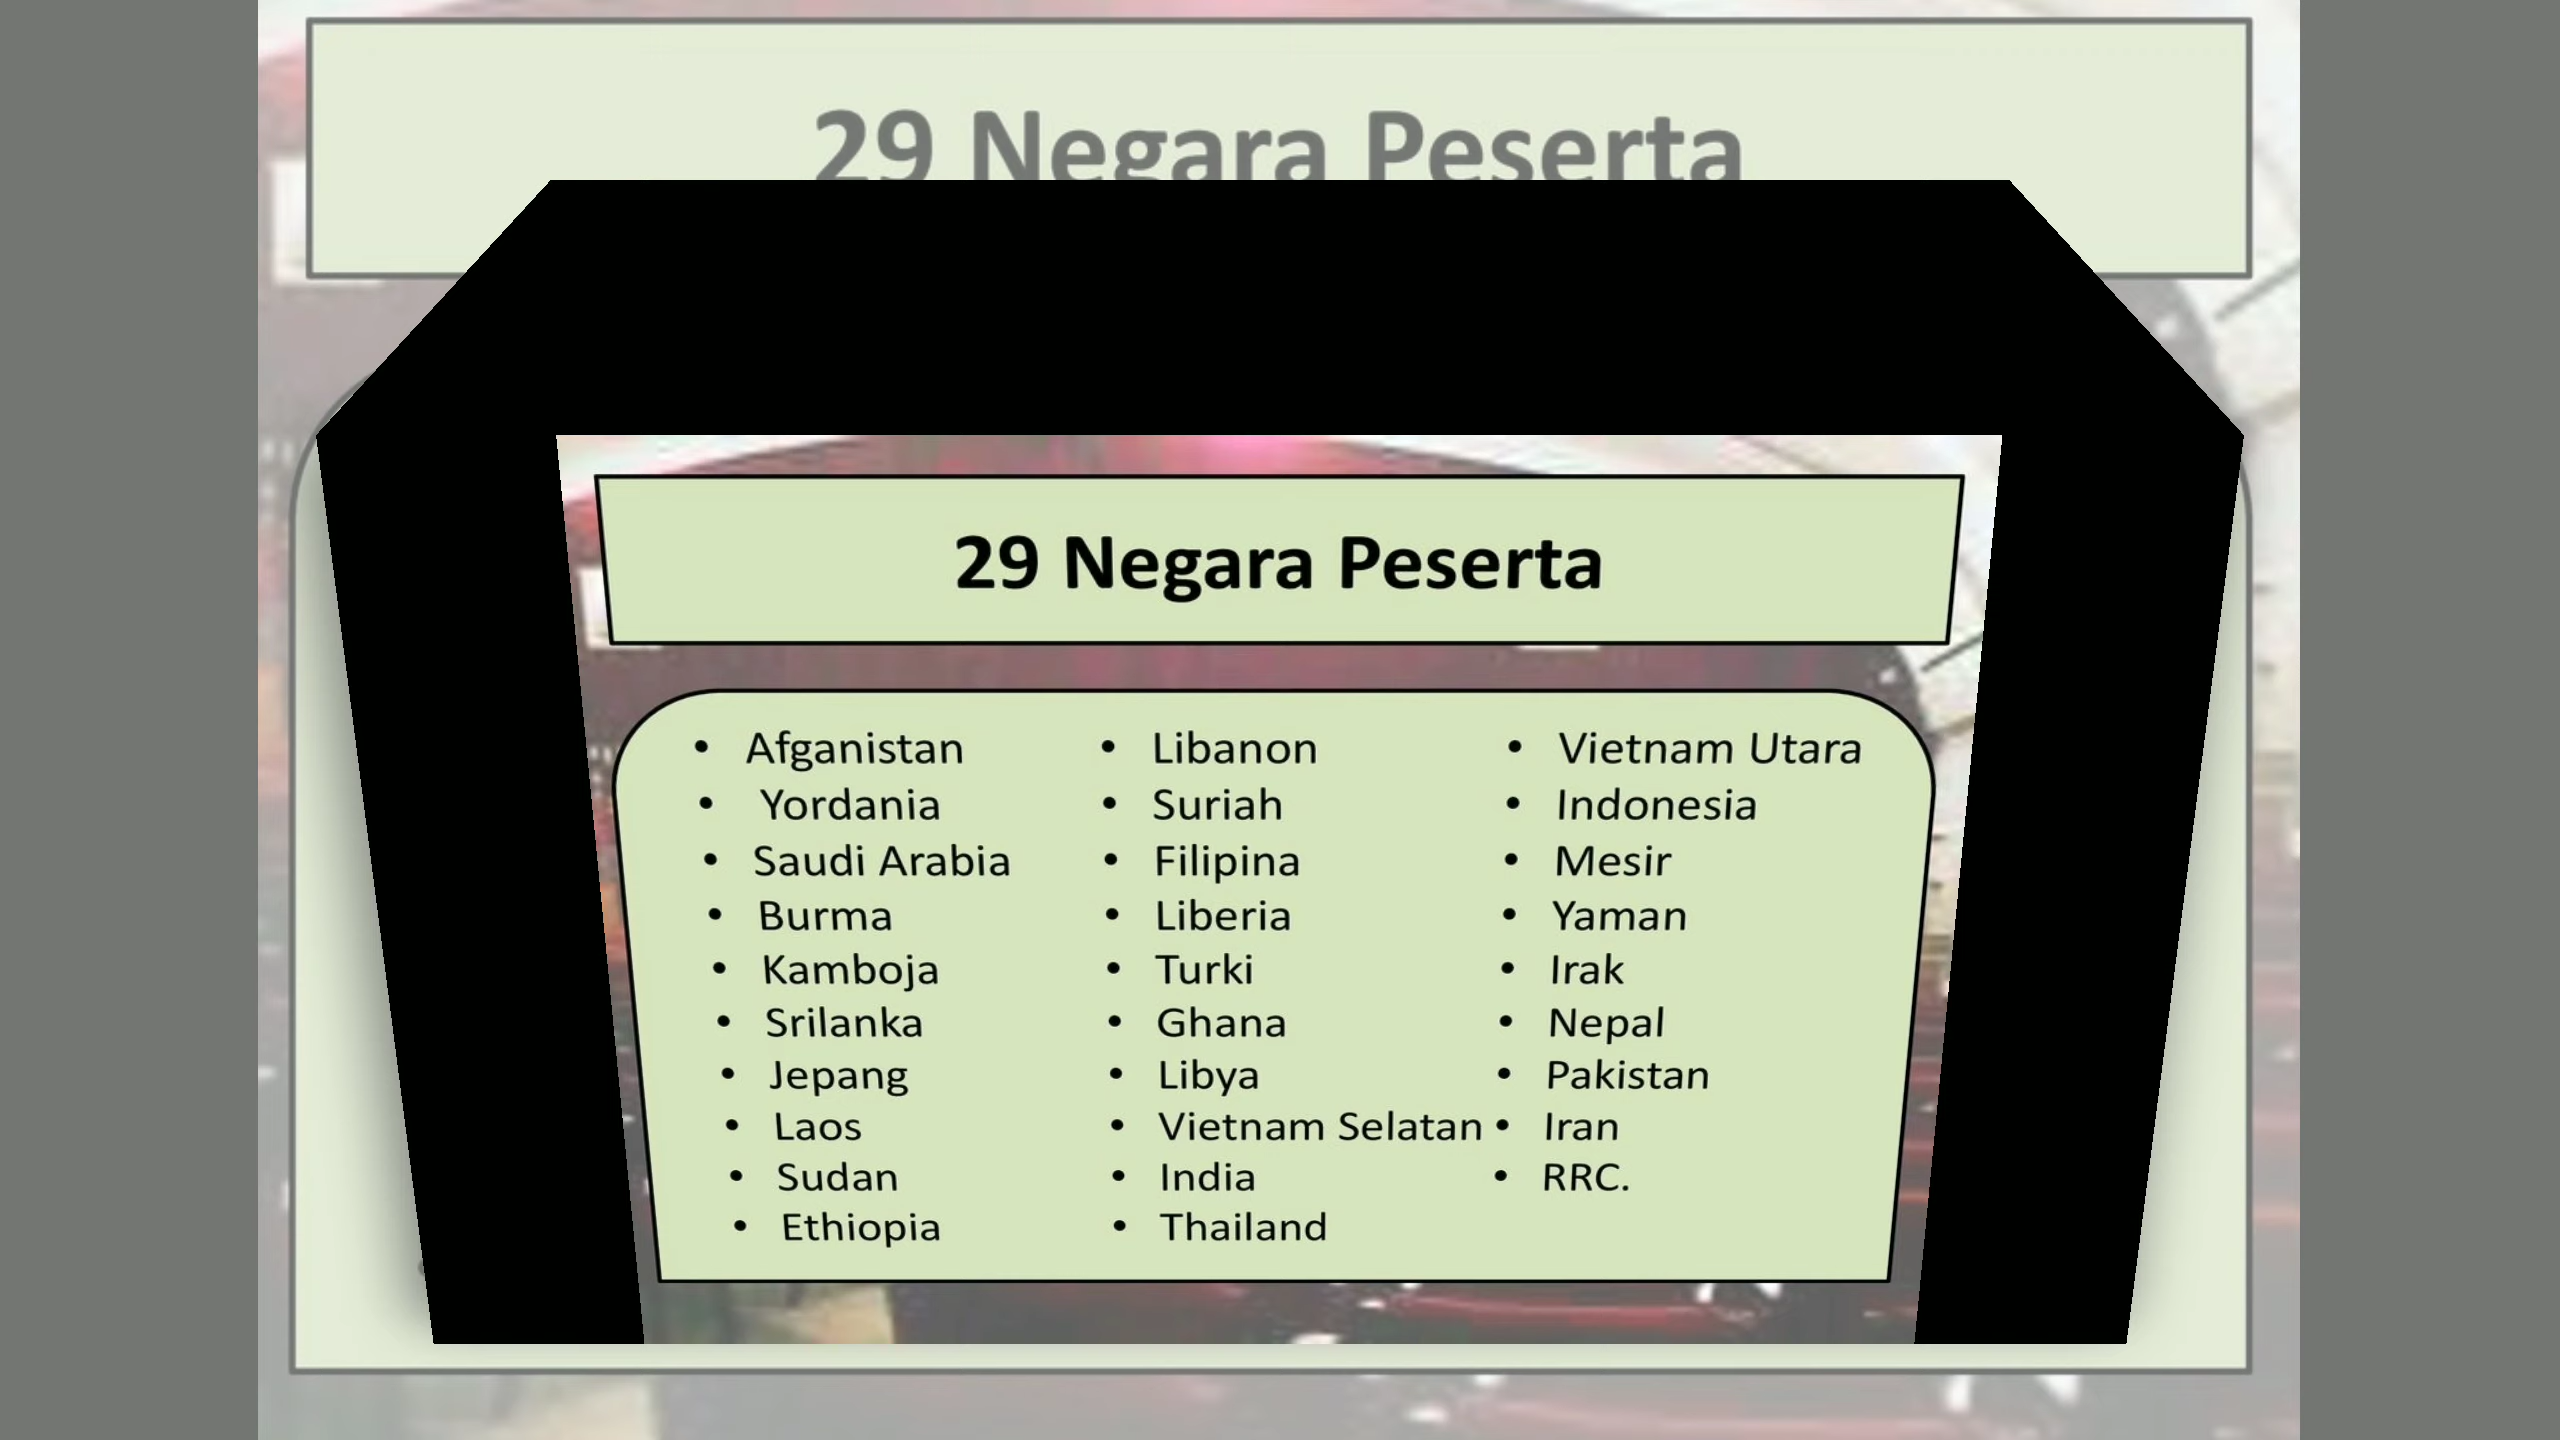 29 Negara Peserta
29 Negara Peserta
• Afganistan
• Yordania
• Saudi Arabia
• Burma
• Kamboja
• Srilanka
• Jepang
• Laos
• Sudan
• Ethiopia
• Libanon
• Suriah
• Filipina
• Liberia
• Turki
• Ghana
• Libya
• Vietnam Selatan
• India
• Thailand
• Vietnam Utara
• Indonesia
• Mesir
• Yaman
• Irak
• Nepal
• Pakistan
• Iran
• RRC.